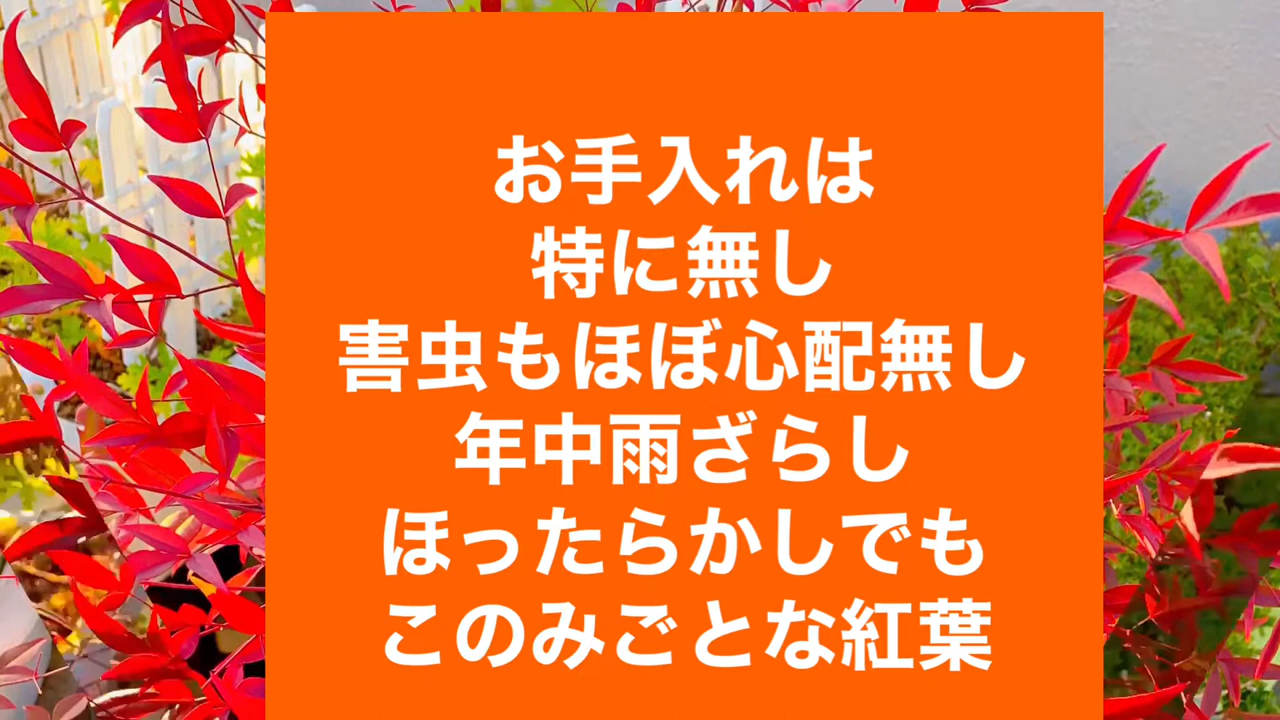 お手入れは
特に無し
害虫もほぼ心配無し
年中雨ざらし
ほったらかしでも
このみごとな紅葉